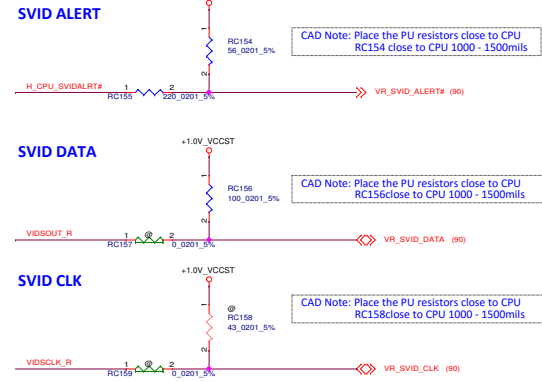 SVID ALERT
1
RC154
56_0201_5%
2
CAD Note: Place the PU resistors close to CPU
RC154 close to CPU 1000 - 1500mils
H_CPU_SVIDALRT#
1
2
RC155
220_0201_5%
VR_SVID_ALERT# (90)
SVID DATA
+1.0V_VCCST
1
RC156
100_0201_5%
2
CAD Note: Place the PU resistors close to CPU
RC156close to CPU 1000 - 1500mils
VIDSOUT_R
1
@
2
RC157
0_0201_5%
VR_SVID_DATA (90)
SVID CLK
+1.0V_VCCST
1
@
RC158
43_0201_5%
2
CAD Note: Place the PU resistors close to CPU
RC158close to CPU 1000 - 1500mils
VIDSCLK_R
1
@
2
RC159
0_0201_5%
VR_SVID_CLK (90)